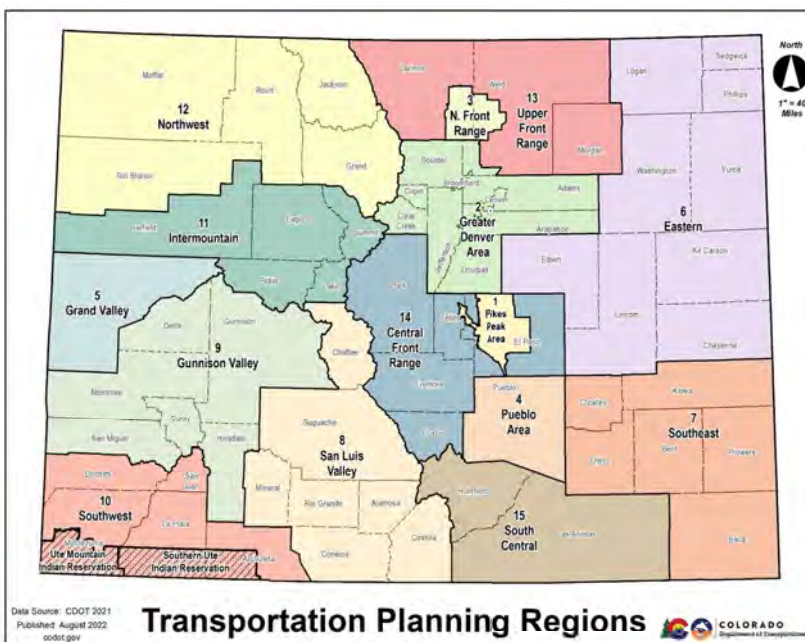 North
1" = 40
Miles
Moffat
Routt
Jackson
Larimer
Weld
Logan
Sedgwick
Phillips
12
Northwest
3
N. Front
Range
13
Upper
Front
Range
Morgan
Rio Blanco
Grand
Boulder
Broomfield
Gilpin
Denver
Adams
Washington
Yuma
11
Intermountain
Garfield
Eagle
Summit
Clear
Creek
2
Greater
Denver
Area
Jefferson
Arapahoe
Douglas
6
Eastern
Elbert
Kit Carson
Pitkin
Lake
Park
5
Grand Valley
Lincoln
Cheyenne
Delta
Gunnison
14
Central
Front
Range
Teller
1
Pikes
Peak
Area
El Paso
9
Gunnison Valley
Chaffee
Fremont
Montrose
Ouray
San Miguel
Hinsdale
Saguache
8
San Luis
Valley
Custer
Pueblo
4
Pueblo
Area
Crowley
Kiowa
7
Southeast
Otero
Bent
Prowers
Dolores
San
Juan
10
Southwest
La Plata
Mineral
Rio Grande
Alamosa
Huerfano
15
South
Central
Las Animas
Baca
Montezuma
Ute Mountain
Indian Reservation
Southern Ute
Indian Reservation
Archuleta
Conejos
Costilla
Data Source: CDOT 2021
Published: August 2022
codot.gov
Transportation Planning Regions
COLORADO
Department of Transportation